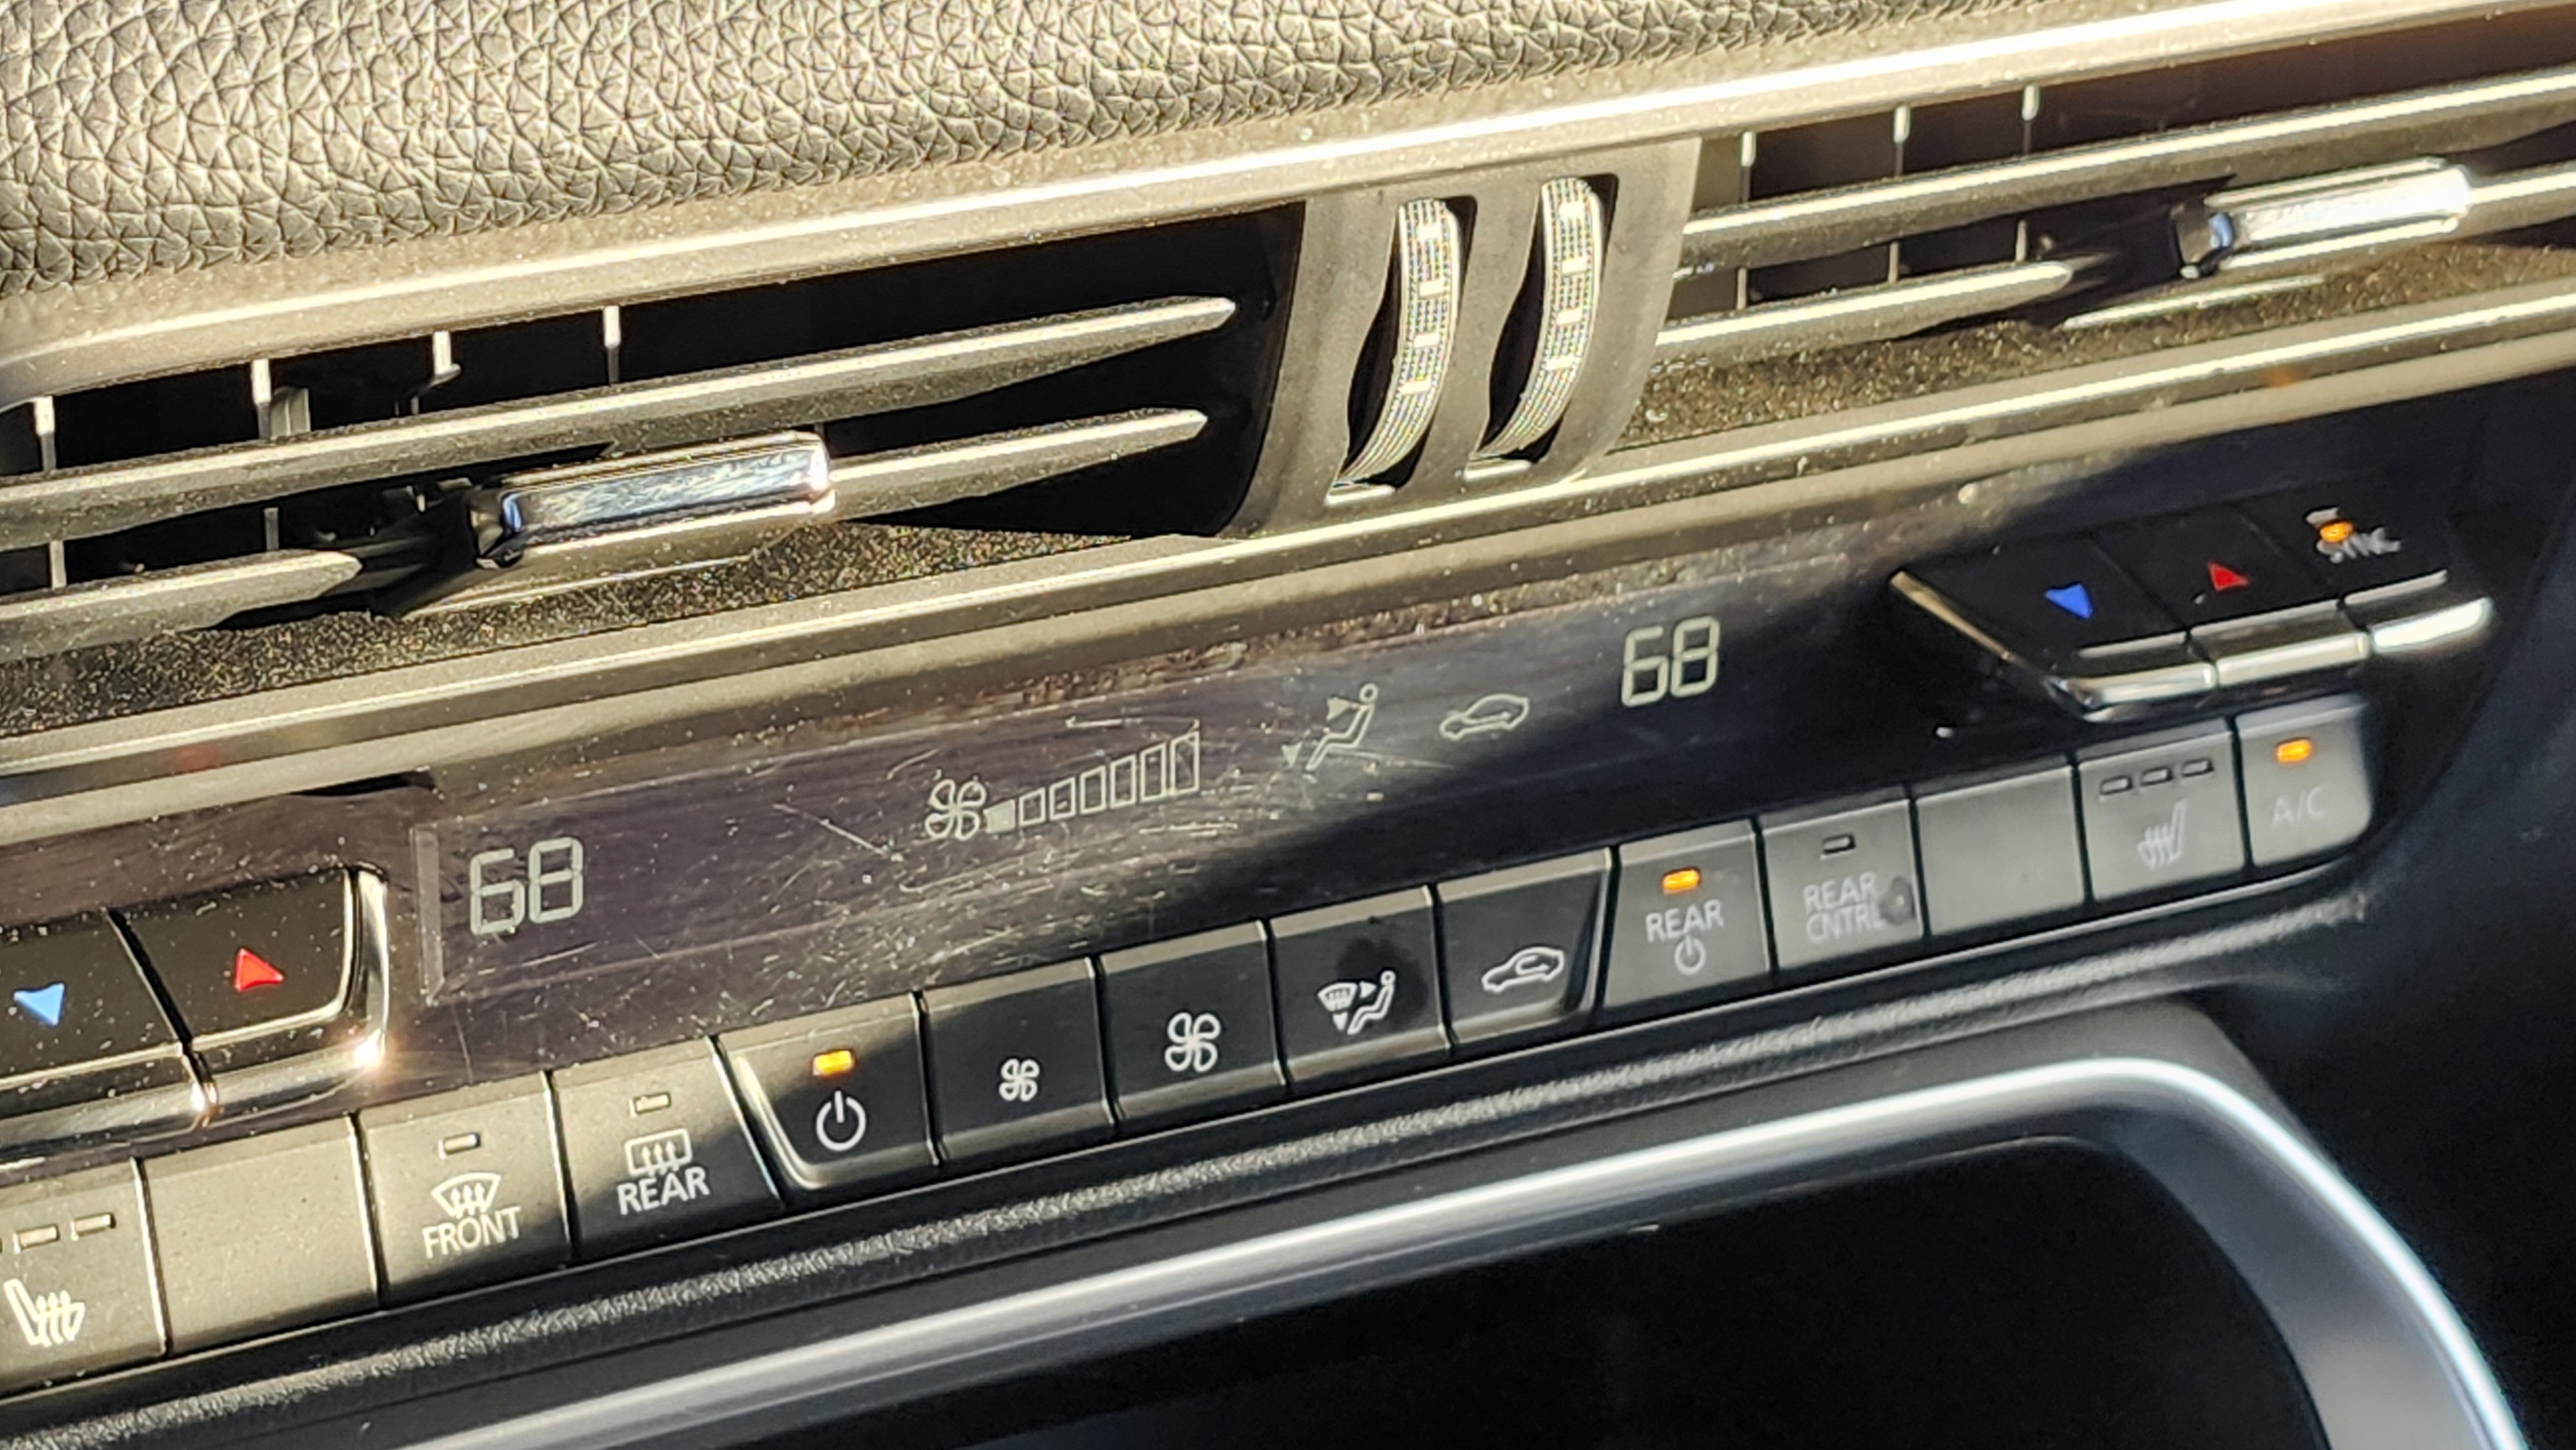 SYNC
68
68
A/C
REAR
CNTRL
REAR
REAR
FRONT